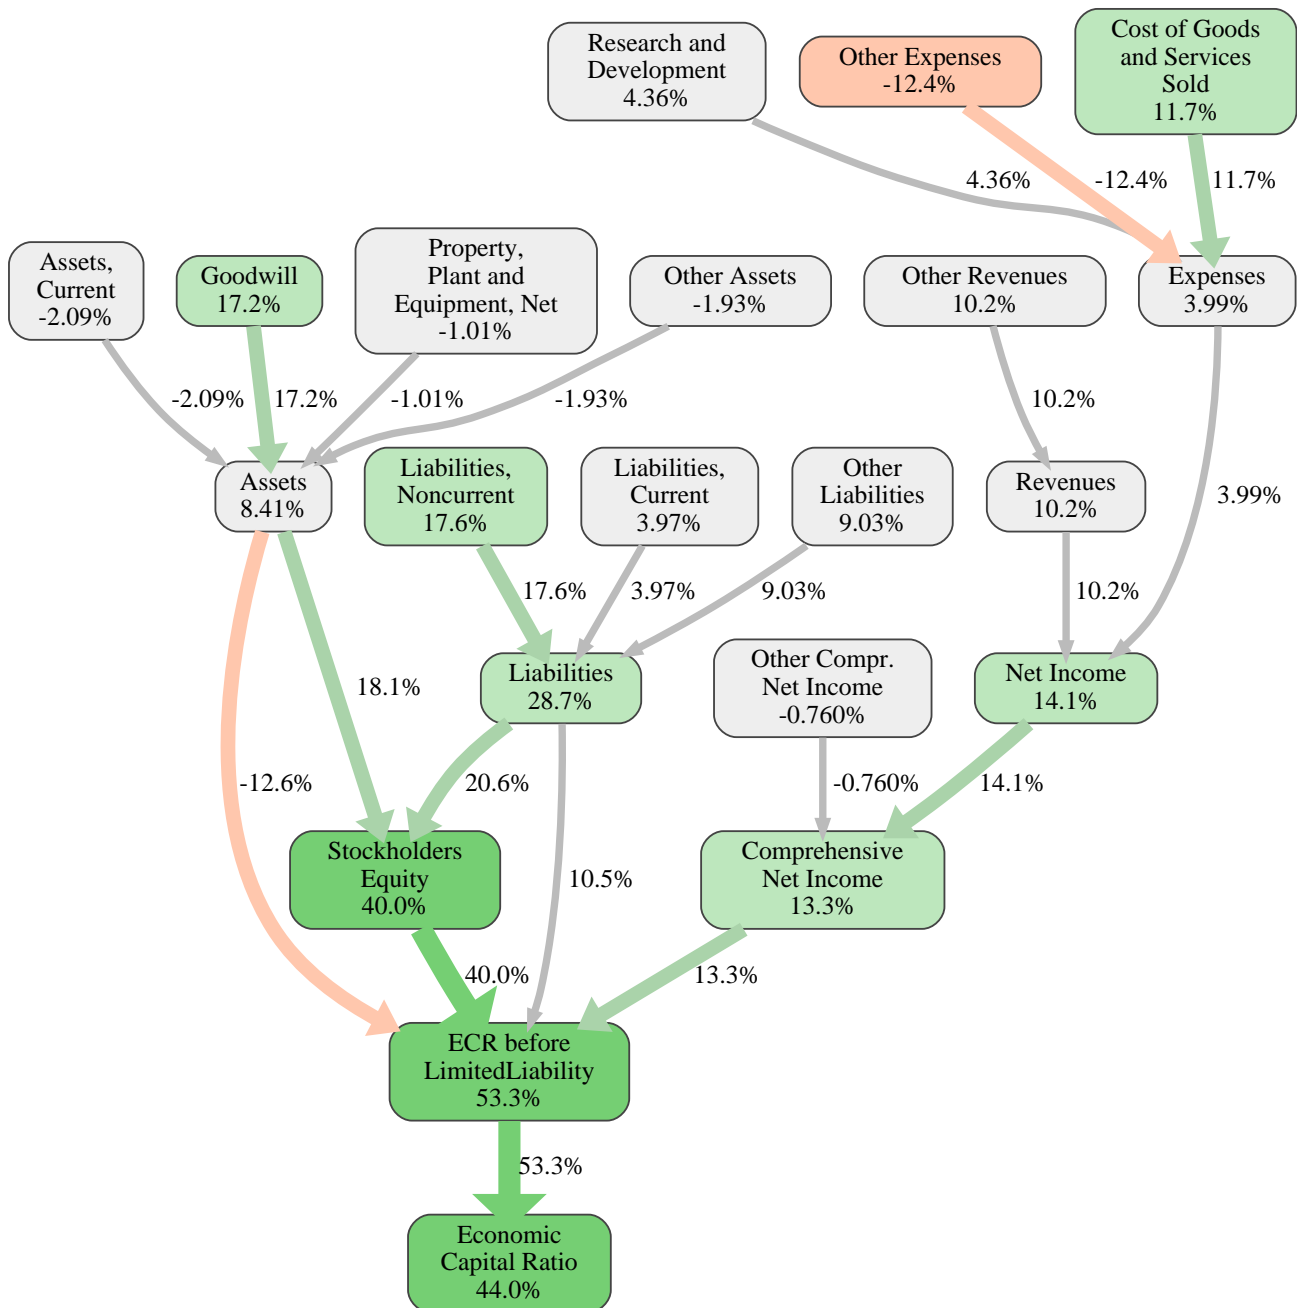 Research and
Development
4.36%
Other Expenses
-12.4%
Cost of Goods
and Services
Sold
11.7%
4.36%
-12.4%
11.7%
Assets,
Current
-2.09%
Goodwill
17.2%
Property,
Plant and
Equipment, Net
-1.01%
Other Assets
-1.93%
Other Revenues
10.2%
Expenses
3.99%
-2.09%
17.2%
-1.01%
-1.93%
10.2%
3.99%
Assets
8.41%
Liabilities,
Noncurrent
17.6%
Liabilities,
Current
3.97%
Other
Liabilities
9.03%
Revenues
10.2%
17.6%
3.97%
9.03%
10.2%
18.1%
Liabilities
28.7%
Other Compr.
Net Income
-0.760%
Net Income
14.1%
-12.6%
20.6%
-0.760%
14.1%
10.5%
Stockholders
Equity
40.0%
Comprehensive
Net Income
13.3%
40.0%
13.3%
ECR before
LimitedLiability
53.3%
53.3%
Economic
Capital Ratio
44.0%